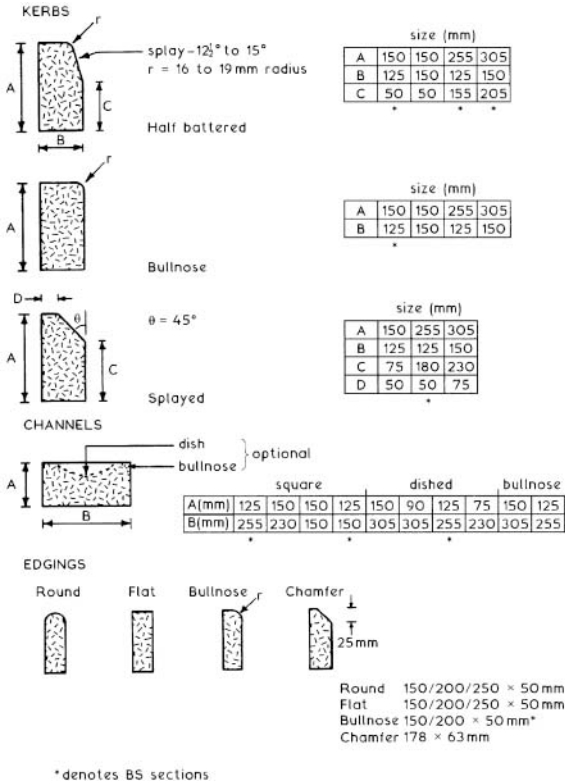 KERBS
r
splay–12½° to 15°
r = 16 to 19mm radius
A
C
B
Half battered
size (mm)
A 150 150 255 305
B 125 150 125 150
C 50 50 155 205
* * *
r
A
Bullnose
size (mm)
A 150 150 255 305
B 125 150 125 150
*
D
θ
θ = 45°
A
C
Splayed
size (mm)
A 150 255 305
B 125 125 150
C 75 180 230
D 50 50 75
*
CHANNELS
dish
bullnose
optional
A
B
square dished bullnose
A(mm) 125 150 150 125 150 90 125 75 150 125
B(mm) 255 230 150 150 305 305 255 230 305 255
* * *
EDGINGS
Round Flat Bullnose Chamfer
r
25mm
Round 150/200/250 × 50mm
Flat 150/200/250 × 50mm
Bullnose 150/200 × 50mm*
Chamfer 178 × 63mm
*denotes BS sections